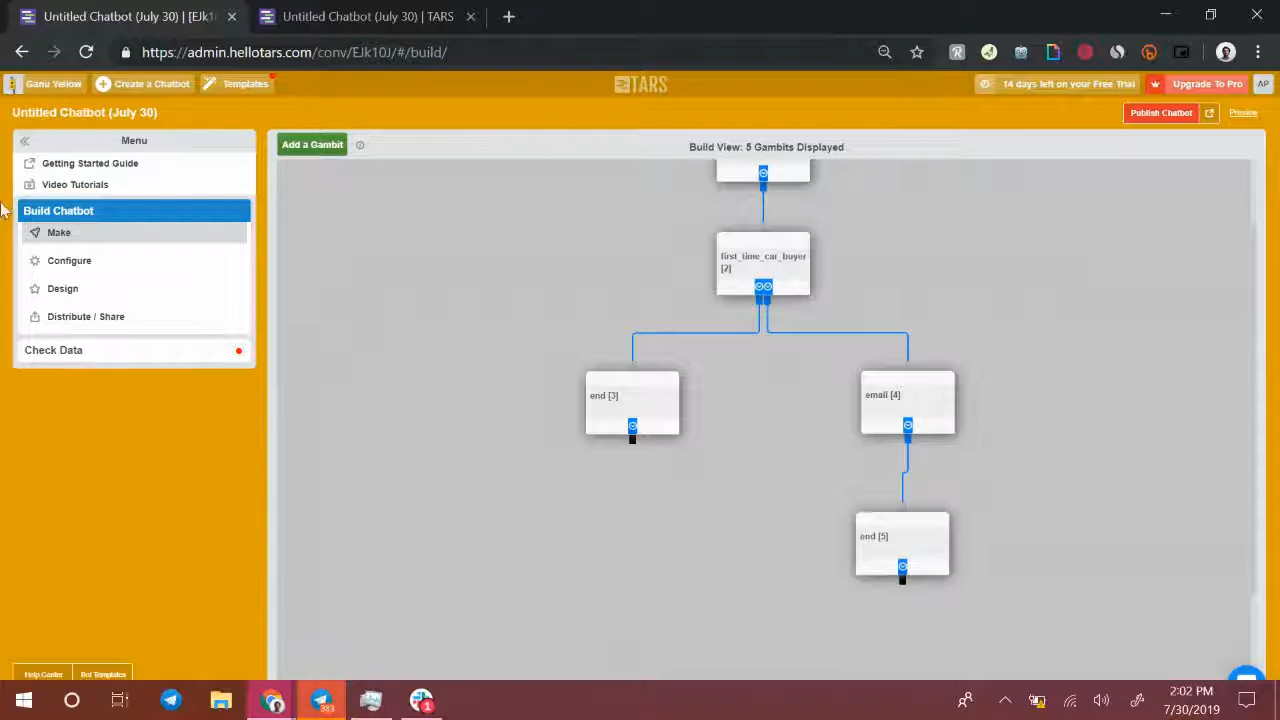 Untitled Chatbot (July 30) | [EJk1
Untitled Chatbot (July 30) | TARS
https://admin.hellotars.com/conv/EJk10J/#/build/
Ganu Yellow
Create a Chatbot
Templates
TARS
14 days left on your Free Trial
Upgrade To Pro
AP
Untitled Chatbot (July 30)
Publish Chatbot
Preview
Menu
Getting Started Guide
Video Tutorials
Build Chatbot
Make
Configure
Design
Distribute / Share
Check Data
Help Center
Bot Templates
Add a Gambit
Build View: 5 Gambits Displayed
first_time_car_buyer
[2]
end [3]
email [4]
end [5]
383
1
2:02 PM
7/30/2019